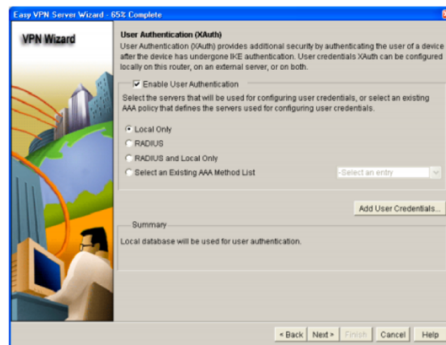 Easy VPN Server Wizard - 65% Complete
VPN Wizard
User Authentication (XAuth)
User Authentication (XAuth) provides additional security by authenticating the user of a device
after the device has undergone IKE authentication. User credentials XAuth can be configured
locally on this router, on an external server, or on both.
Enable User Authentication
Select the servers that will be used for configuring user credentials, or select an existing
AAA policy that defines the servers used for configuring user credentials.
Local Only
RADIUS
RADIUS and Local Only
Select an Existing AAA Method List
-Select an entry
Add User Credentials...
Summary
Local database will be used for user authentication.
< Back
Next >
Finish
Cancel
Help